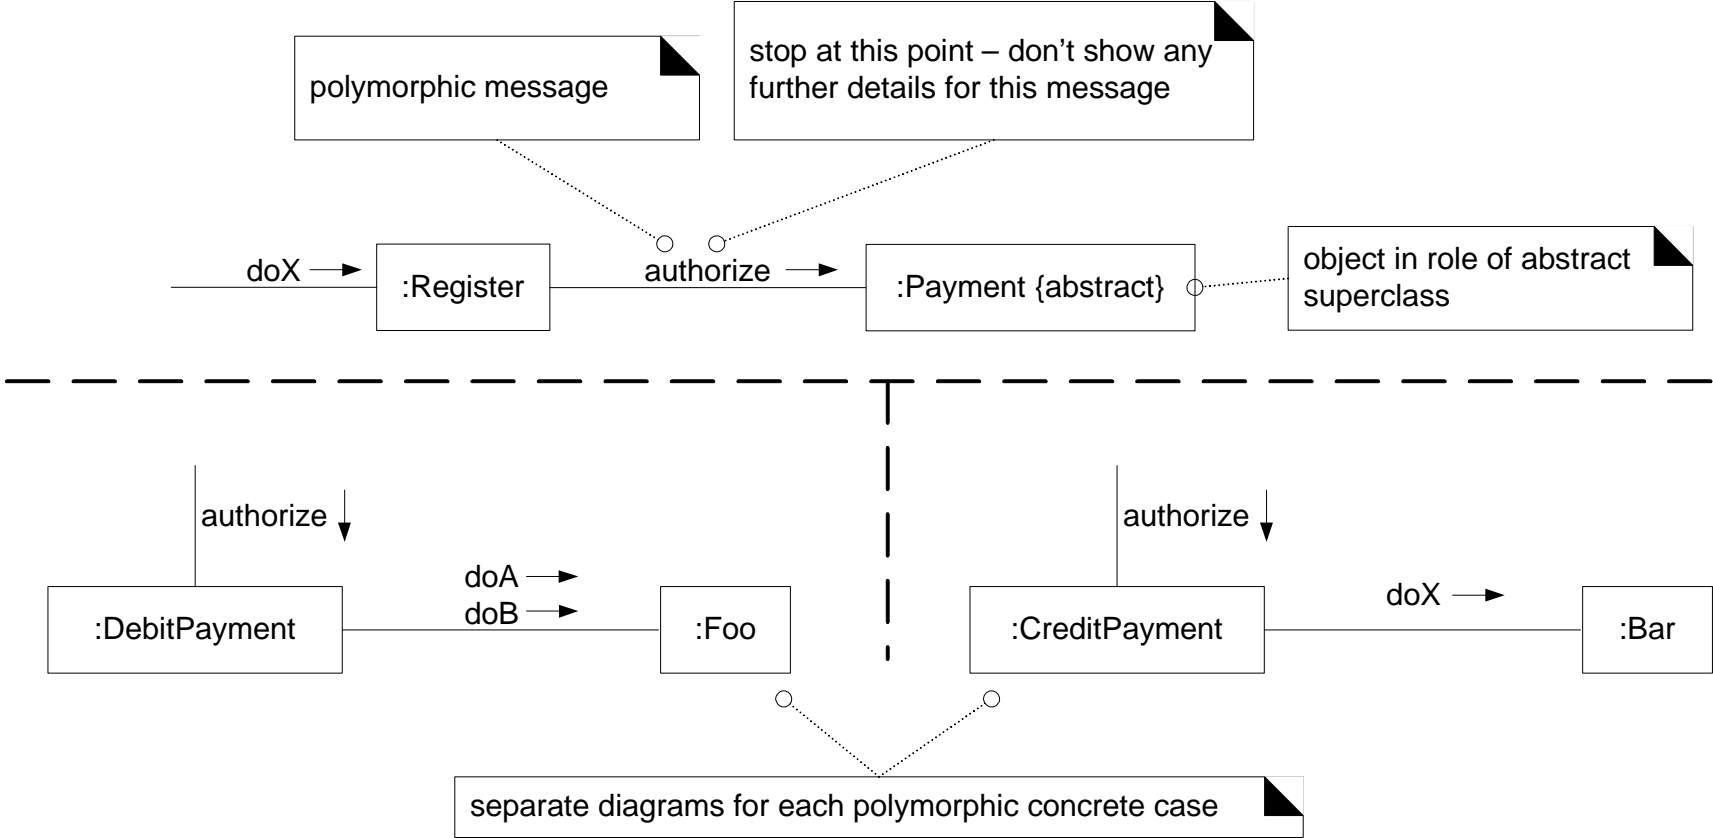 polymorphic message
stop at this point – don't show any
further details for this message
doX
:Register
authorize
:Payment {abstract}
object in role of abstract
superclass
authorize
doA
doB
:DebitPayment
:Foo
authorize
doX
:CreditPayment
:Bar
separate diagrams for each polymorphic concrete case